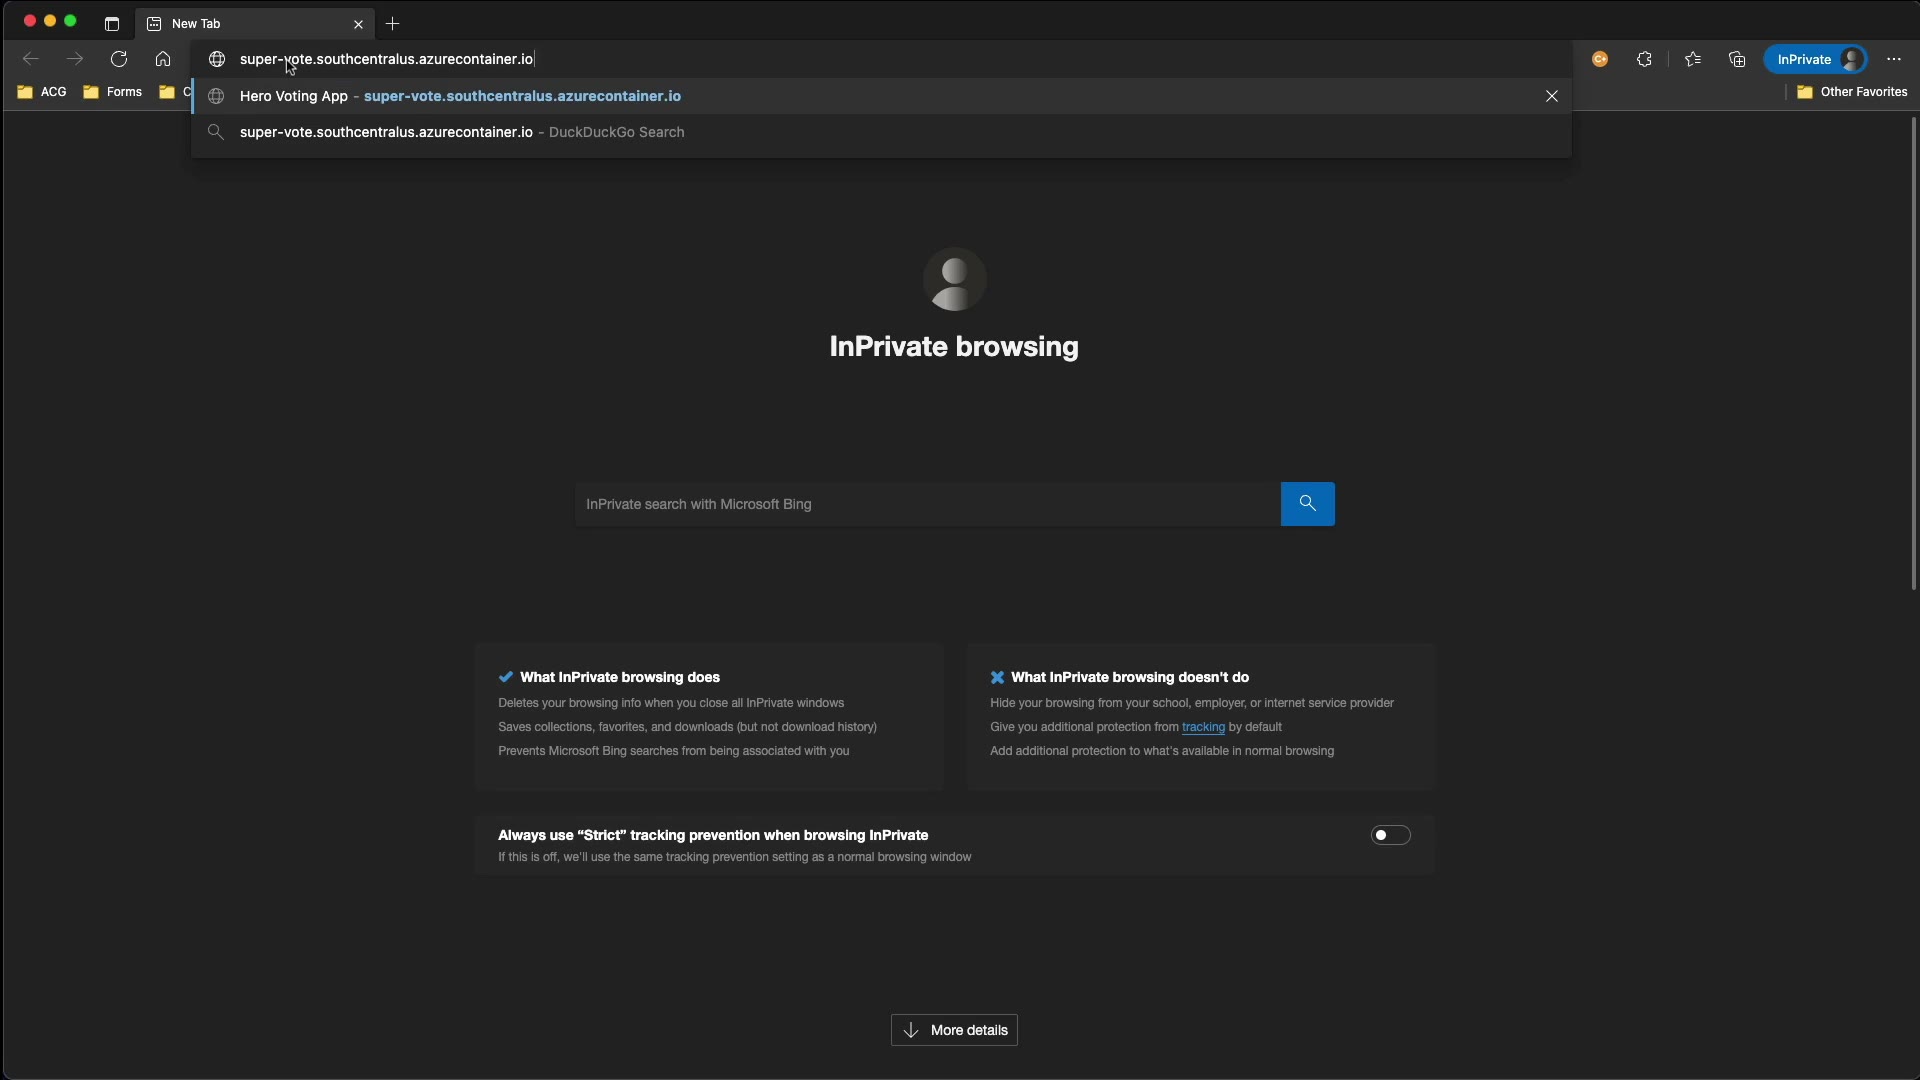 New Tab
super-vote.southcentralus.azurecontainer.io
C+
InPrivate
ACG
Forms
C
Other Favorites
Hero Voting App - super-vote.southcentralus.azurecontainer.io
super-vote.southcentralus.azurecontainer.io - DuckDuckGo Search
InPrivate browsing
InPrivate search with Microsoft Bing
What InPrivate browsing does
Deletes your browsing info when you close all InPrivate windows
Saves collections, favorites, and downloads (but not download history)
Prevents Microsoft Bing searches from being associated with you
What InPrivate browsing doesn't do
Hide your browsing from your school, employer, or internet service provider
Give you additional protection from tracking by default
Add additional protection to what's available in normal browsing
Always use “Strict” tracking prevention when browsing InPrivate
If this is off, we'll use the same tracking prevention setting as a normal browsing window
More details